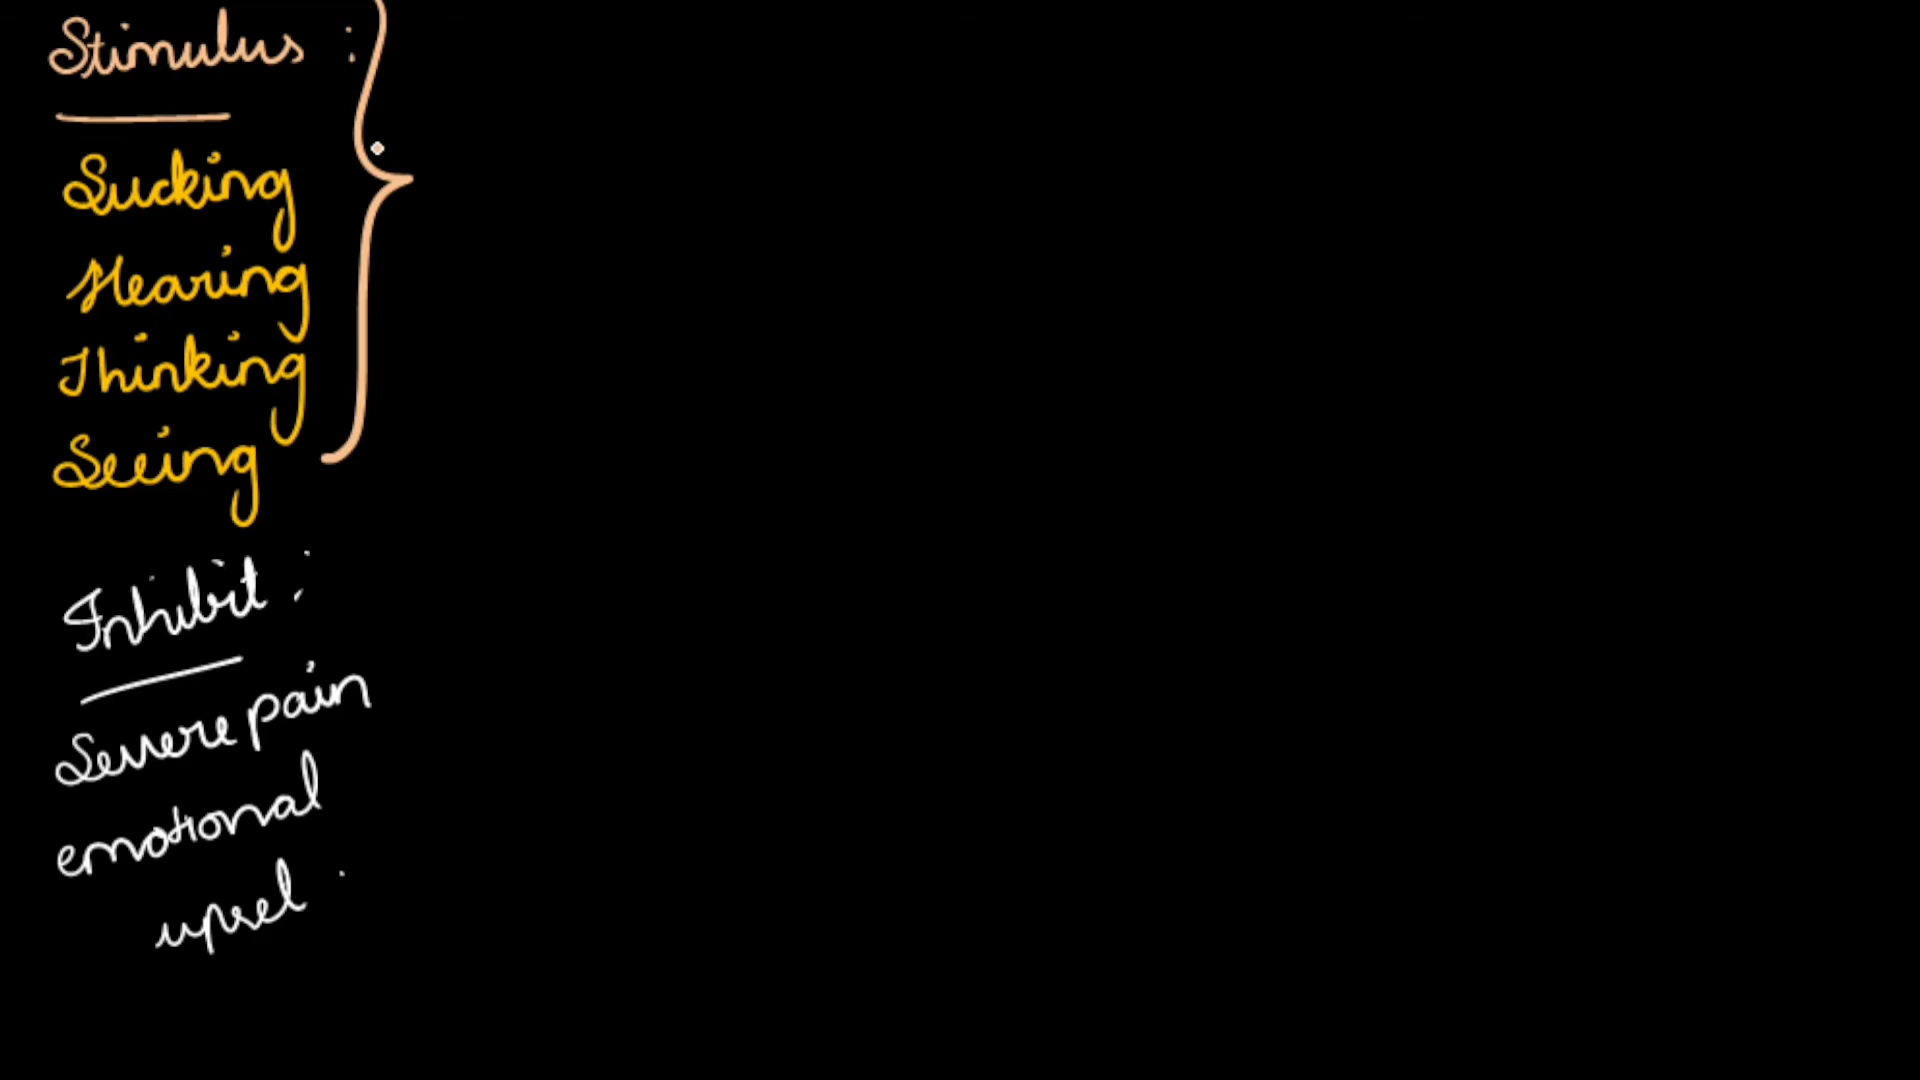 Stimulus :
Sucking
Hearing
Thinking
Seeing
Inhibit :
Severe pain
emotional
upset .